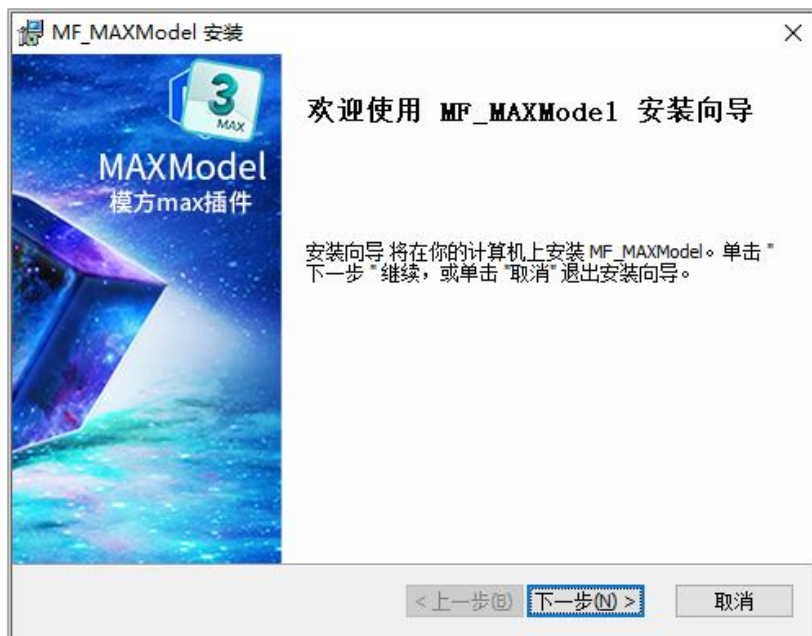 MF_MAXModel 安装
3
MAX
MAXModel
模方max插件
欢迎使用 MF_MAXModel 安装向导
安装向导 将在你的计算机上安装 MF_MAXModel。单击 "
下一步 " 继续，或单击 "取消" 退出安装向导。
< 上一步(B)
下一步(N) >
取消